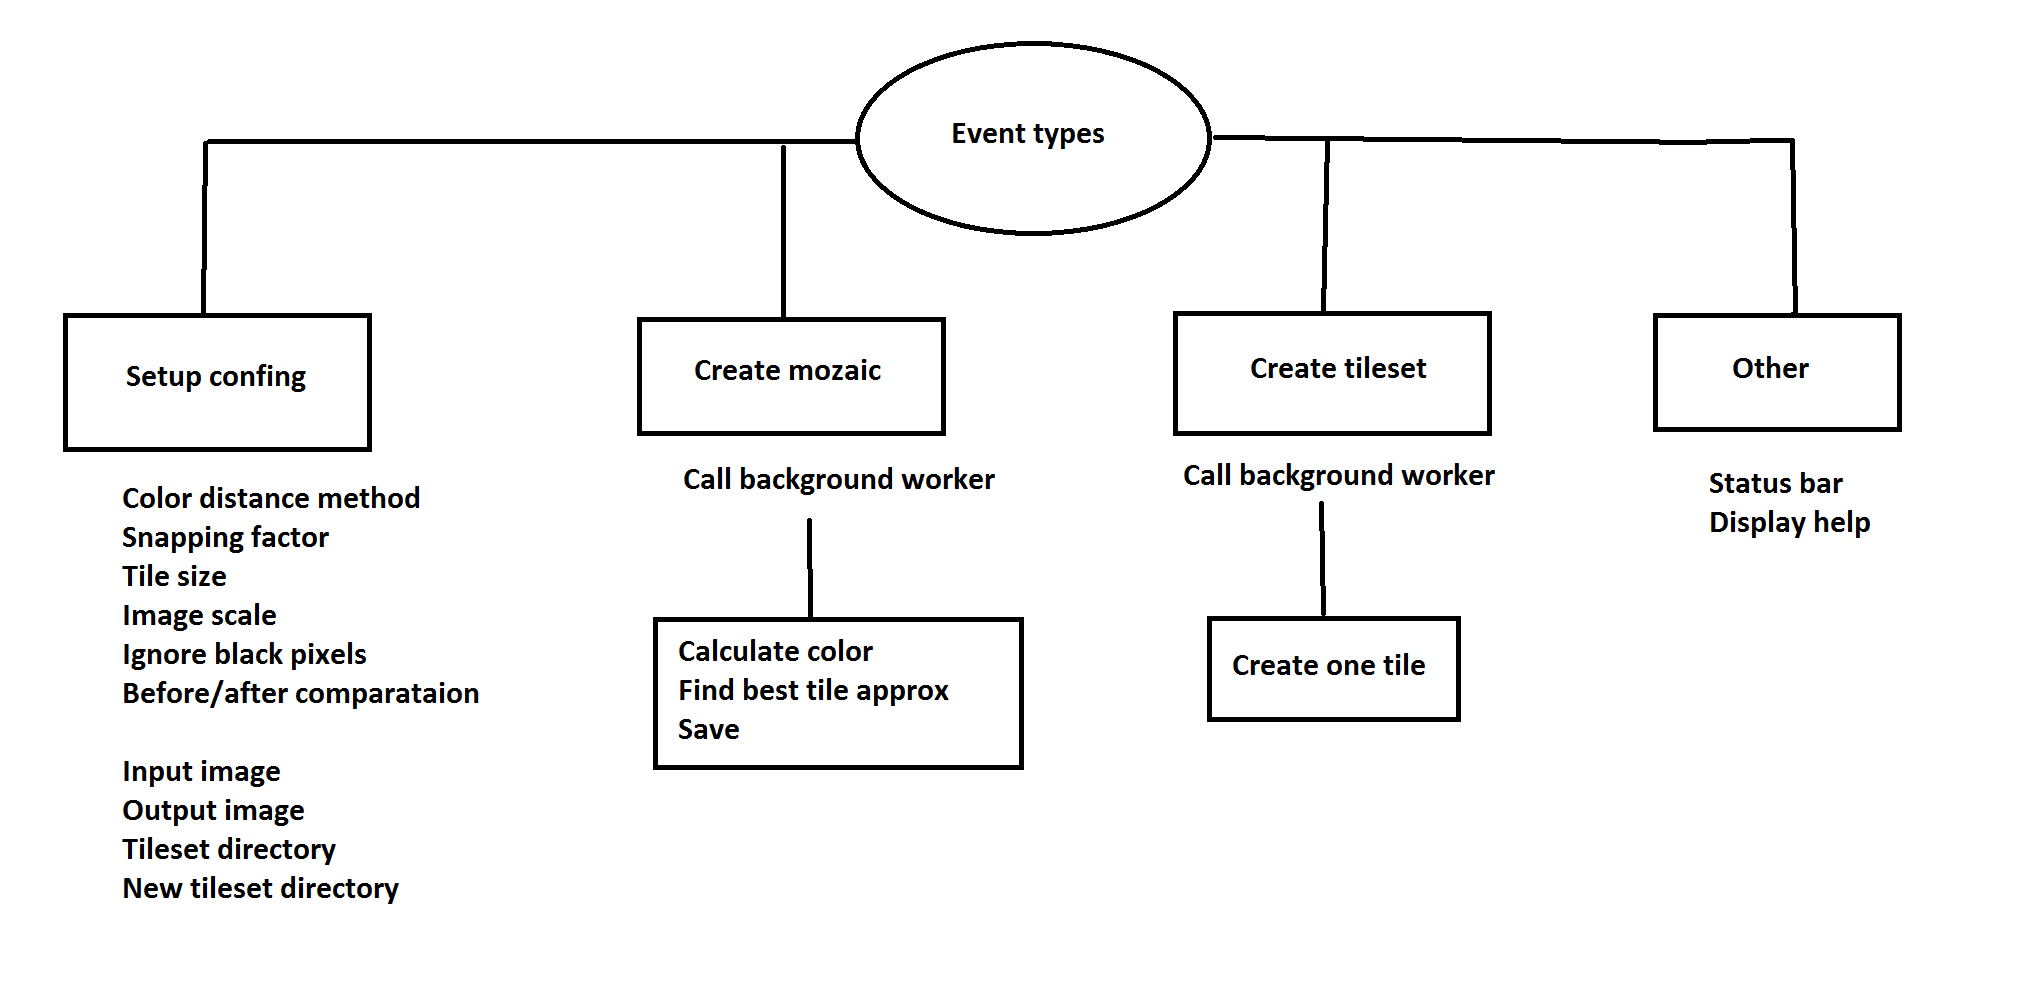 Event types
Setup confing
Color distance method
Snapping factor
Tile size
Image scale
Ignore black pixels
Before/after comparataion
Input image
Output image
Tileset directory
New tileset directory
Create mozaic
Call background worker
Calculate color
Find best tile approx
Save
Create tileset
Call background worker
Create one tile
Other
Status bar
Display help